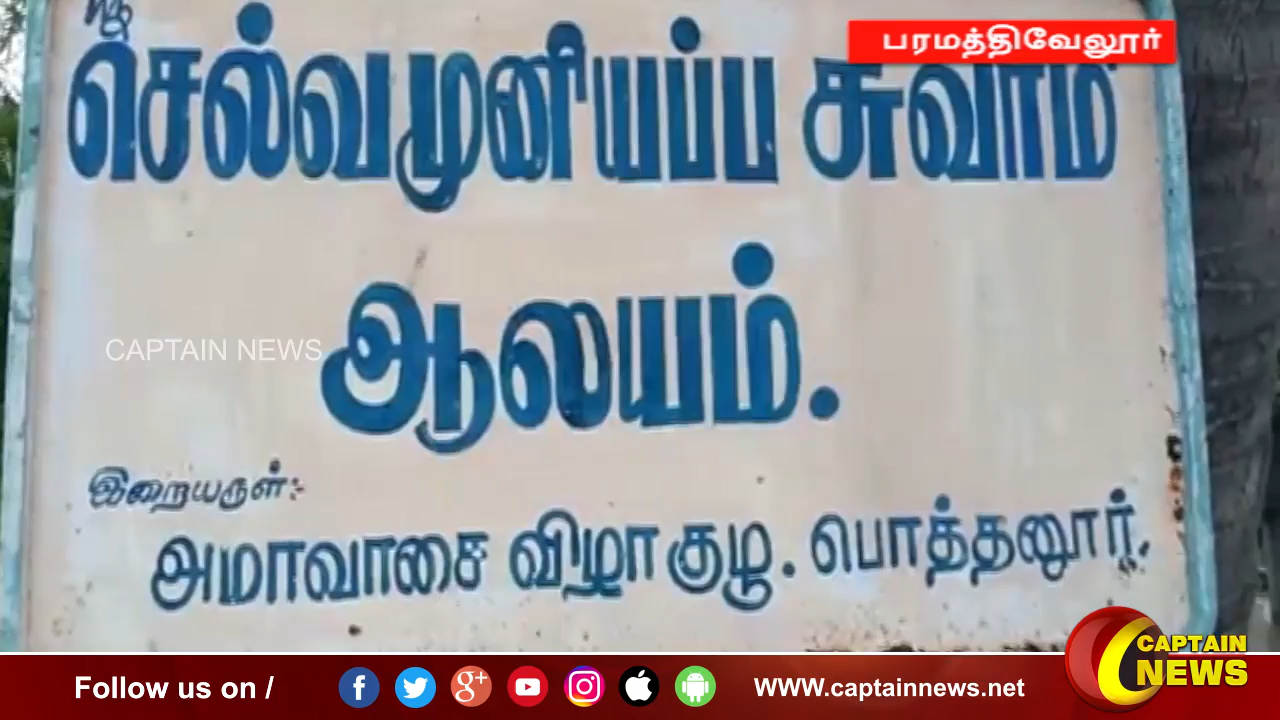 பரமத்திவேலூர்
ஸ்ரீ
செல்வமுனியப்ப சுவாமி
ஆலயம்.
CAPTAIN NEWS
இறையருள்:-
அமாவாசை விழா குழு. பொத்தனூர்.
CAPTAIN
NEWS
Follow us on /
WWW.captainnews.net